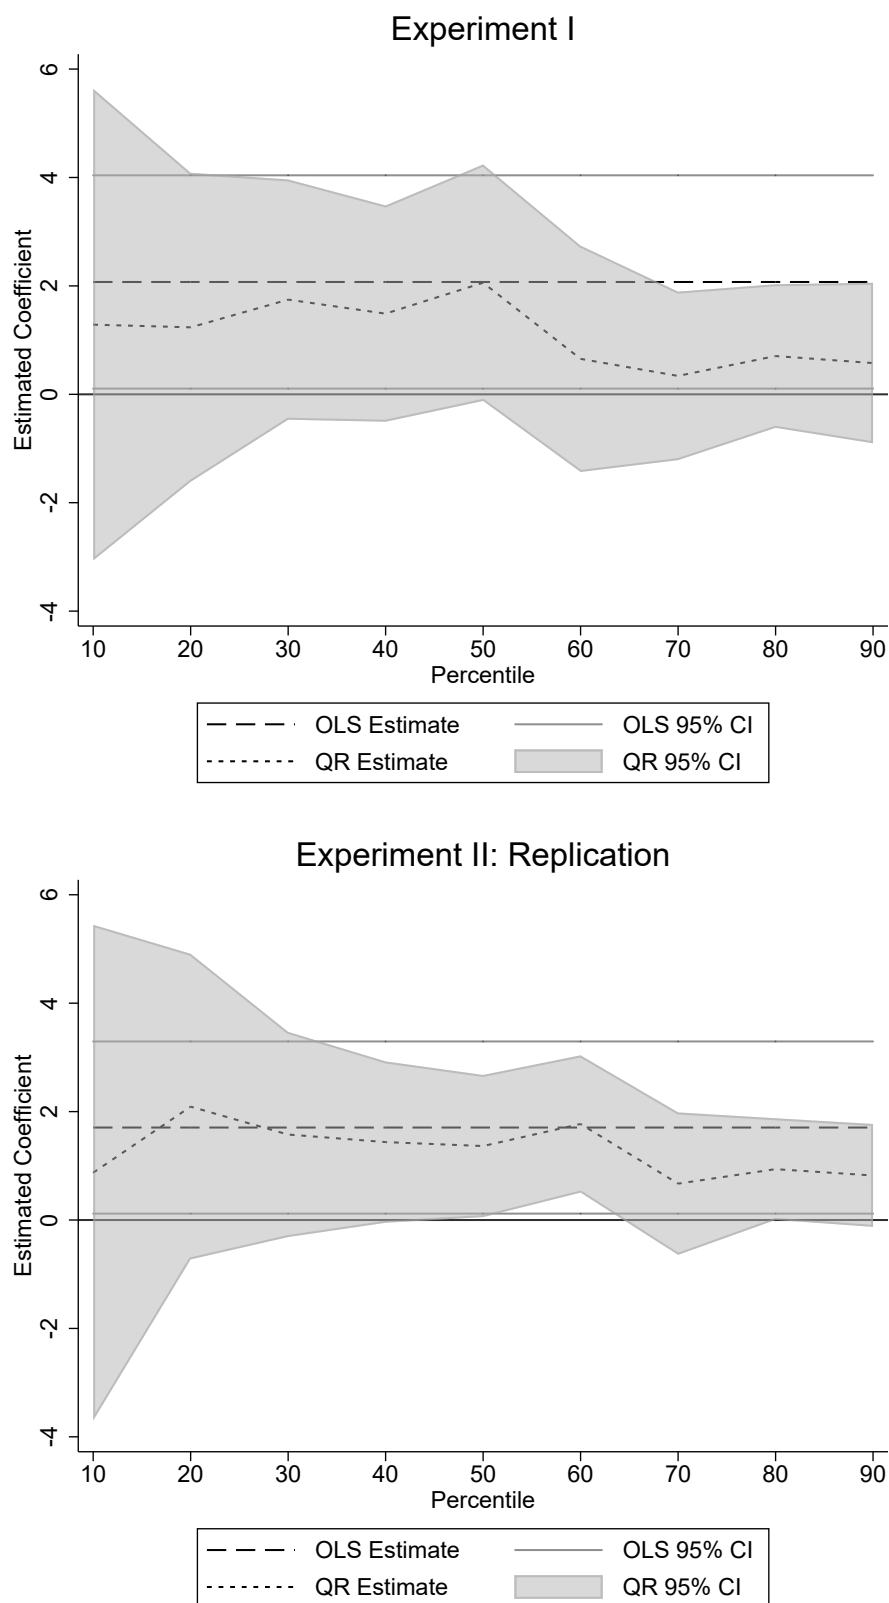 Experiment I
6
4
2
0
-2
-4
Estimated Coefficient
10 20 30 40 50 60 70 80 90
Percentile
OLS Estimate OLS 95% CI
QR Estimate QR 95% CI
Experiment II: Replication
6
4
2
0
-2
-4
Estimated Coefficient
10 20 30 40 50 60 70 80 90
Percentile
OLS Estimate OLS 95% CI
QR Estimate QR 95% CI